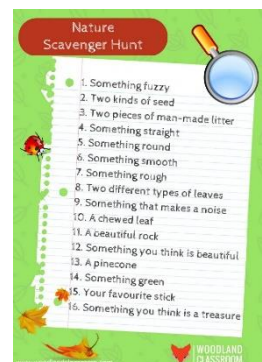 Nature
Scavenger Hunt
1. Something fuzzy
2. Two kinds of seed
3. Two pieces of man-made litter
4. Something straight
5. Something round
6. Something smooth
7. Something rough
8. Two different types of leaves
9. Something that makes a noise
10. A chewed leaf
11. A beautiful rock
12. Something you think is beautiful
13. A pinecone
14. Something green
15. Your favourite stick
16. Something you think is a treasure
WOODLAND
CLASSROOM